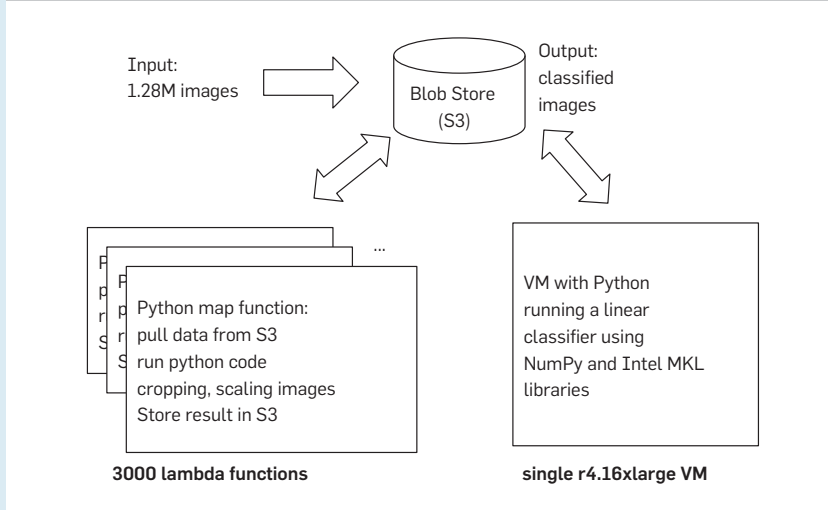 Input:
1.28M images
Blob Store
(S3)
Output:
classified
images
...
P
p
r
S
P
p
r
S
Python map function:
pull data from S3
run python code
cropping, scaling images
Store result in S3
3000 lambda functions
VM with Python
running a linear
classifier using
NumPy and Intel MKL
libraries
single r4.16xlarge VM